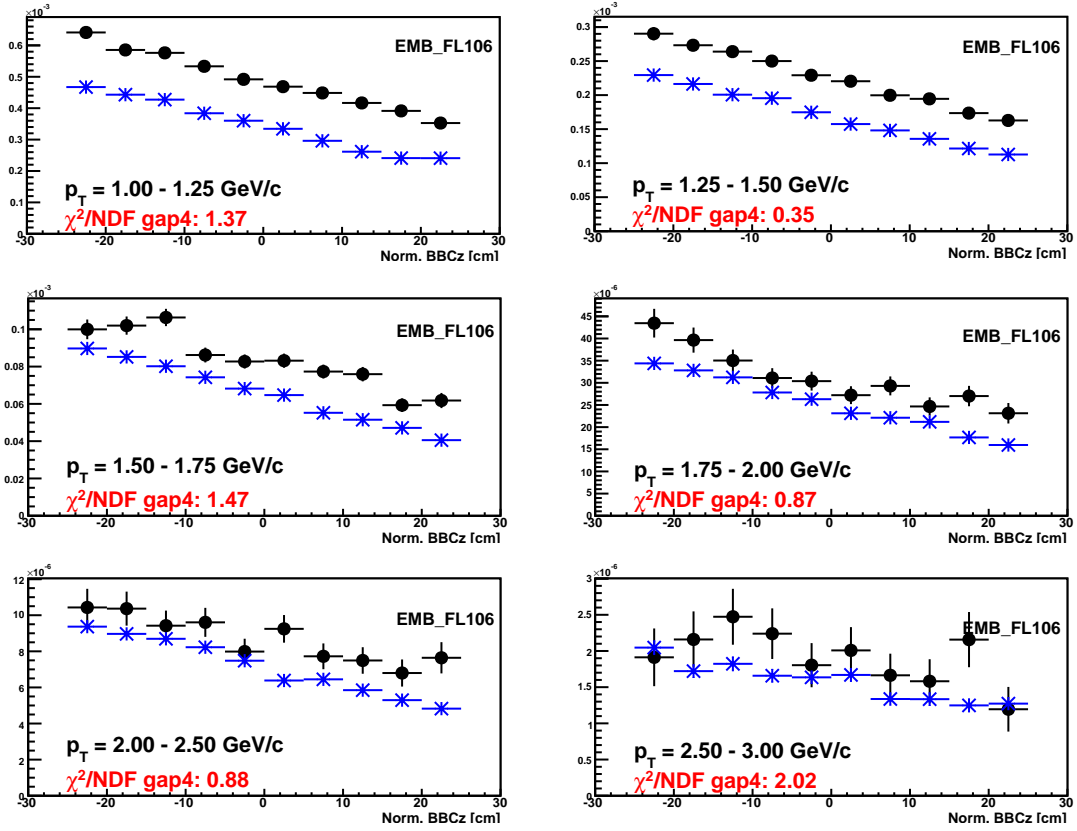 ×10⁻³
0.6
0.5
0.4
0.3
0.2
0.1
0
EMB_FL106
p_T = 1.00 - 1.25 GeV/c
χ²/NDF gap4: 1.37
-30 -20 -10 0 10 20 30
Norm. BBCz [cm]
×10⁻³
0.3
0.25
0.2
0.15
0.1
0.05
0
EMB_FL106
p_T = 1.25 - 1.50 GeV/c
χ²/NDF gap4: 0.35
-30 -20 -10 0 10 20 30
Norm. BBCz [cm]
×10⁻³
0.1
0.08
0.06
0.04
0.02
0
EMB_FL106
p_T = 1.50 - 1.75 GeV/c
χ²/NDF gap4: 1.47
-30 -20 -10 0 10 20 30
Norm. BBCz [cm]
×10⁻⁶
45
40
35
30
25
20
15
10
5
0
EMB_FL106
p_T = 1.75 - 2.00 GeV/c
χ²/NDF gap4: 0.87
-30 -20 -10 0 10 20 30
Norm. BBCz [cm]
×10⁻⁶
12
10
8
6
4
2
0
EMB_FL106
p_T = 2.00 - 2.50 GeV/c
χ²/NDF gap4: 0.88
-30 -20 -10 0 10 20 30
Norm. BBCz [cm]
×10⁻⁶
3
2.5
2
1.5
1
0.5
0
EMB_FL106
p_T = 2.50 - 3.00 GeV/c
χ²/NDF gap4: 2.02
-30 -20 -10 0 10 20 30
Norm. BBCz [cm]